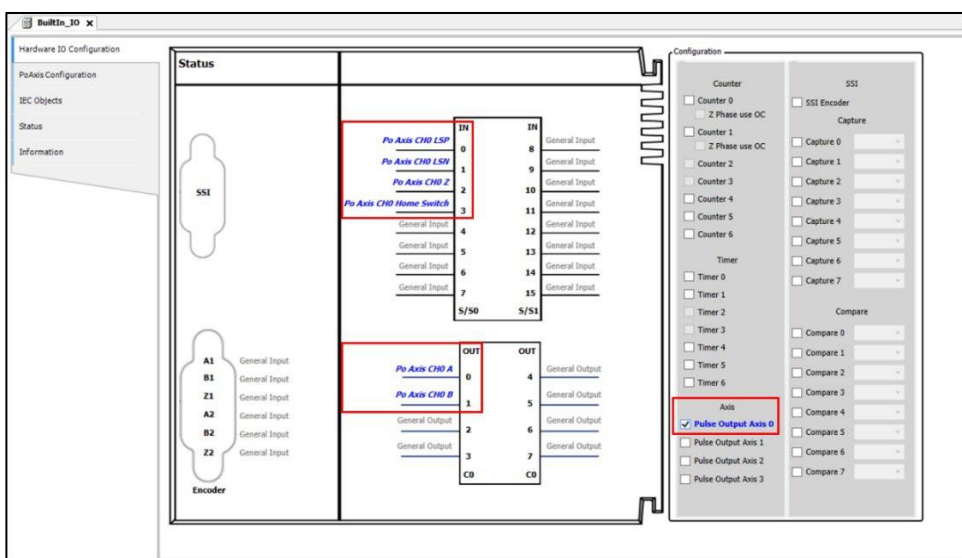 BuiltIn_IO x
Hardware IO Configuration
PoAxis Configuration
IEC Objects
Status
Information
Status
SSI
A1 General Input
B1 General Input
Z1 General Input
A2 General Input
B2 General Input
Z2 General Input
Encoder
IN IN
Po Axis CH0 LSP 0 8 General Input
Po Axis CH0 LSN 1 9 General Input
Po Axis CH0 Z 2 10 General Input
Po Axis CH0 Home Switch 3 11 General Input
General Input 4 12 General Input
General Input 5 13 General Input
General Input 6 14 General Input
General Input 7 15 General Input
S/S0 S/S1
OUT OUT
Po Axis CH0 A 0 4 General Output
Po Axis CH0 B 1 5 General Output
General Output 2 6 General Output
General Output 3 7 General Output
C0 C0
Configuration
Counter
Counter 0
Z Phase use OC
Counter 1
Z Phase use OC
Counter 2
Counter 3
Counter 4
Counter 5
Counter 6
Timer
Timer 0
Timer 1
Timer 2
Timer 3
Timer 4
Timer 5
Timer 6
Axis
Pulse Output Axis 0
Pulse Output Axis 1
Pulse Output Axis 2
Pulse Output Axis 3
SSI
SSI Encoder
Capture
Capture 0
Capture 1
Capture 2
Capture 3
Capture 4
Capture 5
Capture 6
Capture 7
Compare
Compare 0
Compare 1
Compare 2
Compare 3
Compare 4
Compare 5
Compare 6
Compare 7